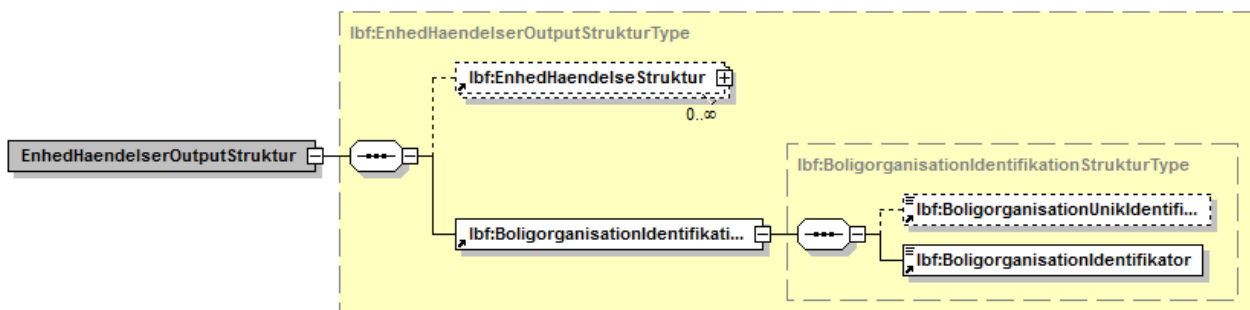 lbf:EnhedHaendelserOutputStrukturType
lbf:EnhedHaendelseStruktur
0..∞
EnhedHaendelserOutputStruktur
lbf:BoligorganisationIdentifikationStrukturType
lbf:BoligorganisationUnikIdentifi...
lbf:BoligorganisationIdentifikati...
lbf:BoligorganisationIdentifikator